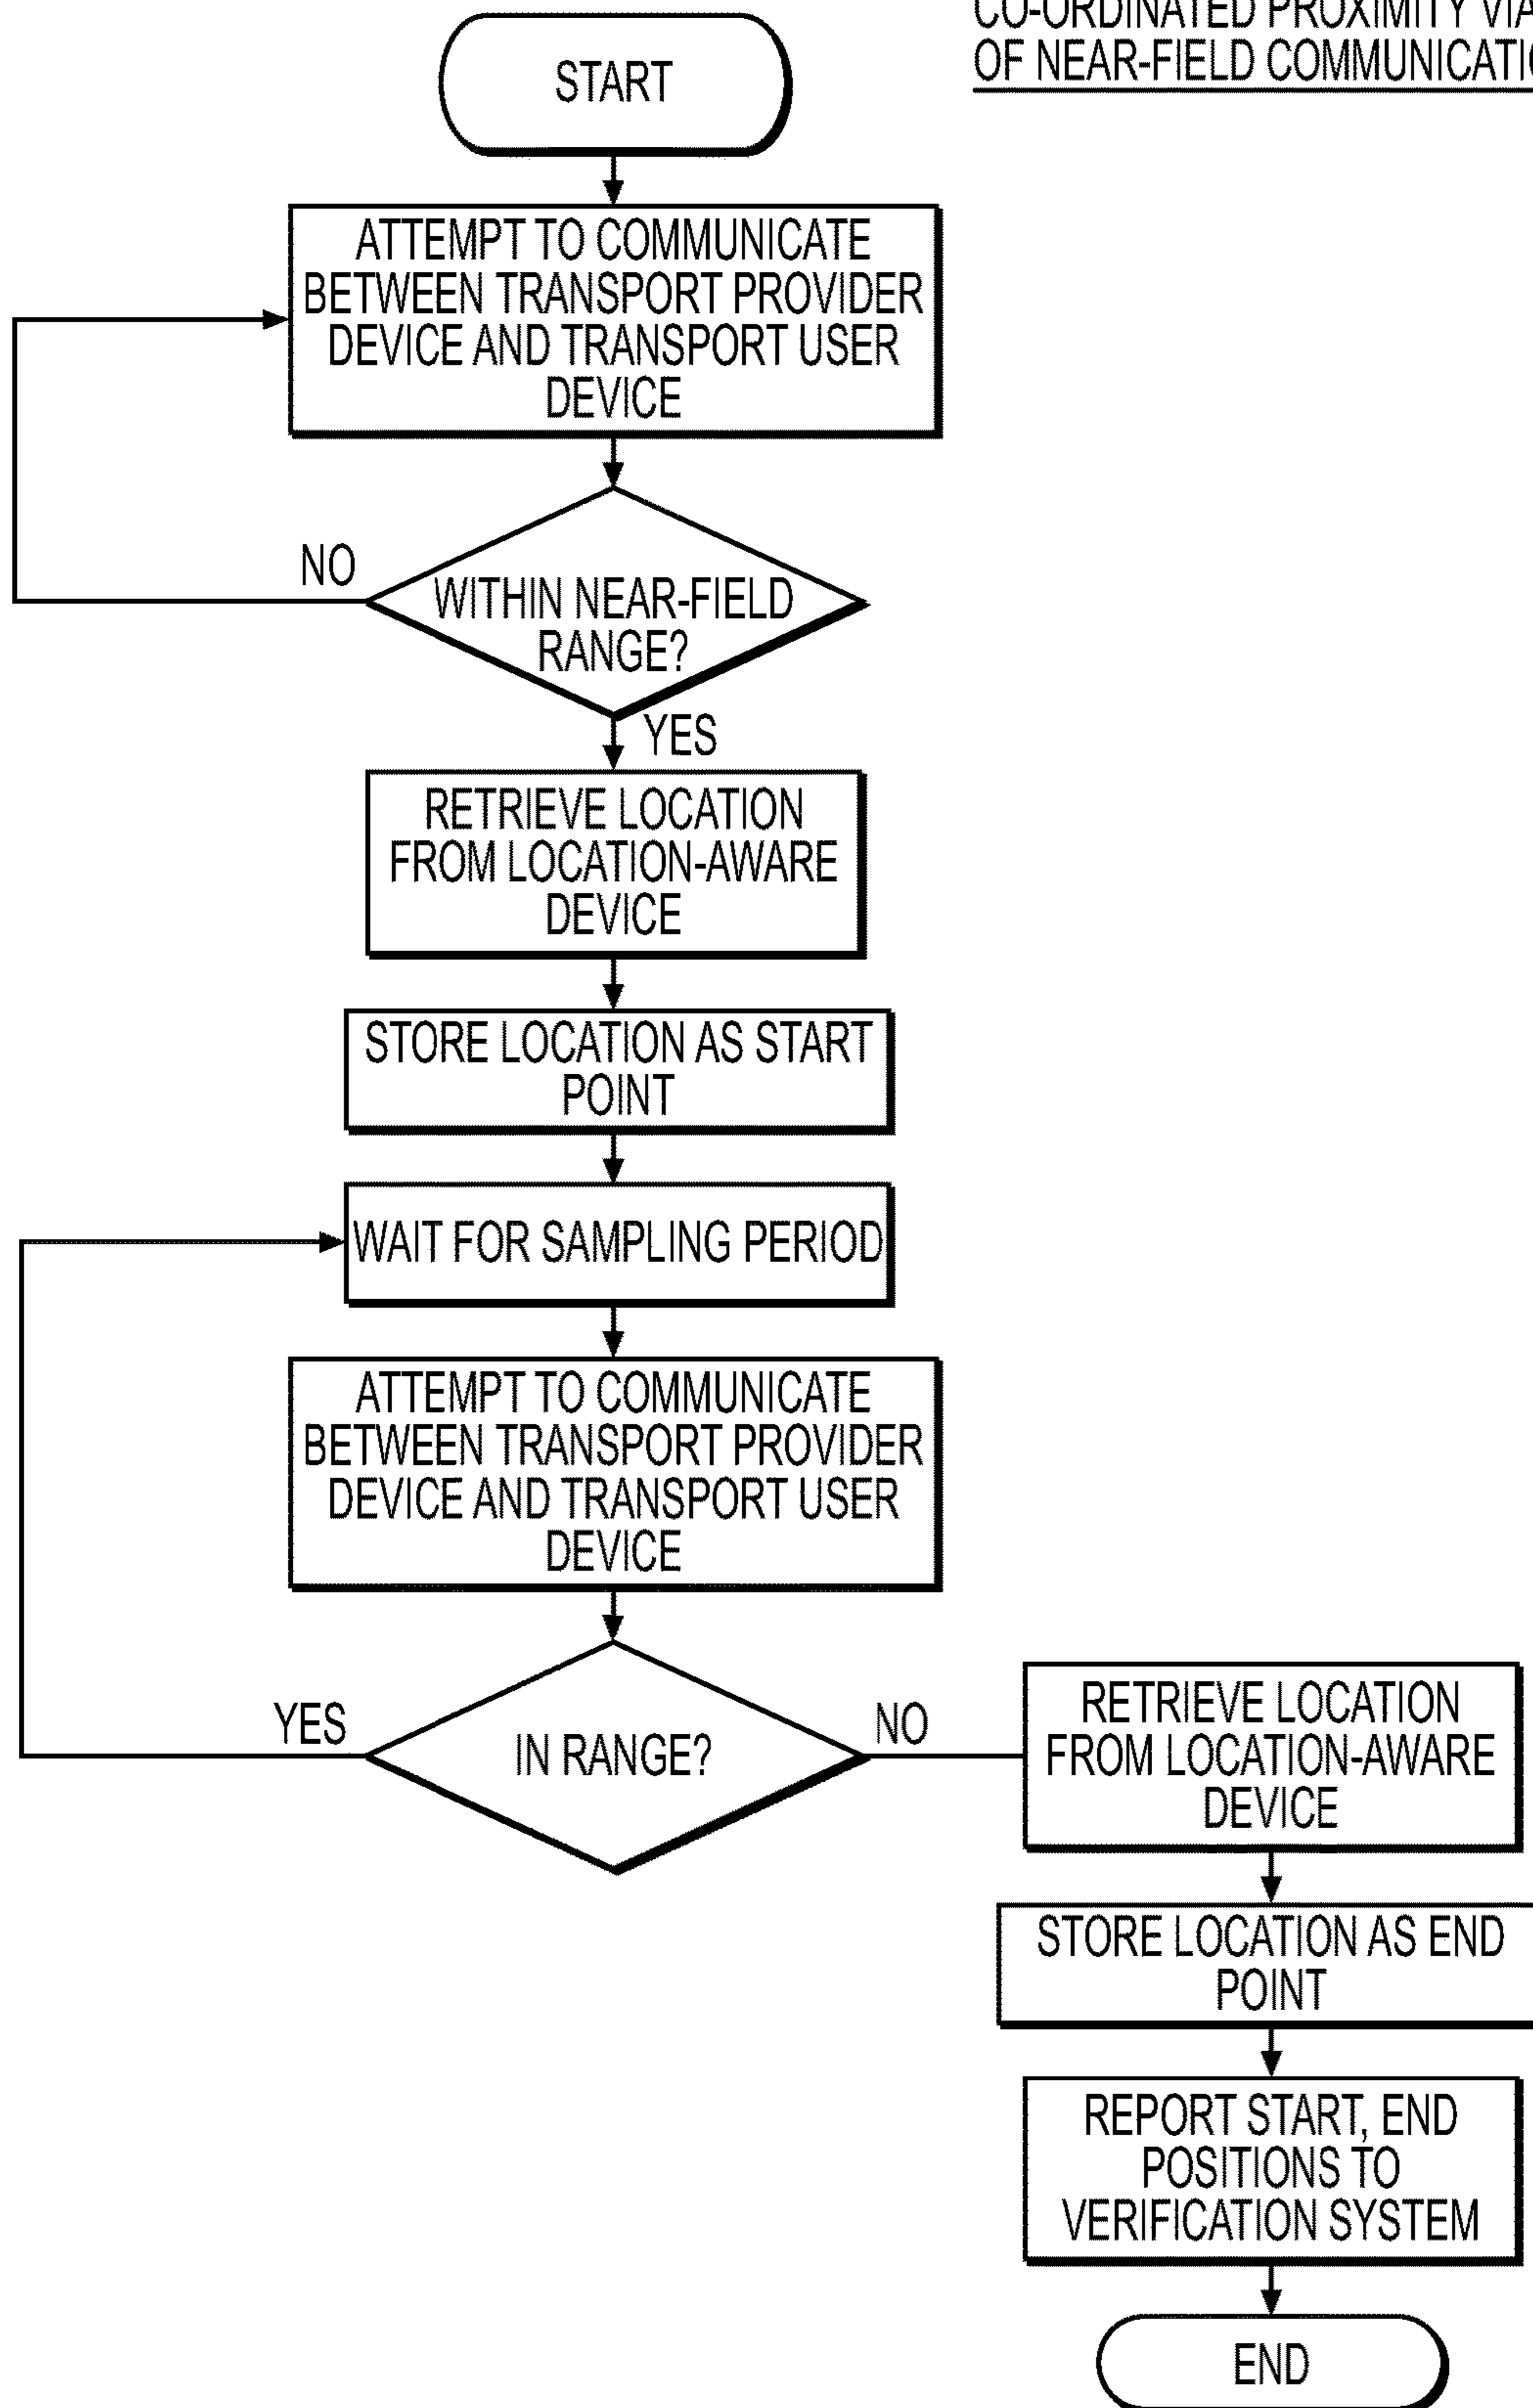 CO-ORDINATED PROXIMITY VIA
OF NEAR-FIELD
START
ATTEMPT TO COMMUNICATE
BETWEEN TRANSPORT PROVIDER
DEVICE AND TRANSPORT USER
DEVICE
NO
WITHIN NEAR-FIELD
RANGE?
YES
RETRIEVE LOCATION
FROM LOCATION-AWARE
DEVICE
STORE LOCATION AS START
POINT
WAIT FOR SAMPLING PERIOD
ATTEMPT TO COMMUNICATE
BETWEEN TRANSPORT PROVIDER
DEVICE AND TRANSPORT USER
DEVICE
YES
IN RANGE?
NO
RETRIEVE LOCATION
FROM LOCATION-AWARE
DEVICE
STORE LOCATION AS END
POINT
REPORT START, END
POSITIONS TO
VERIFICATION SYSTEM
END